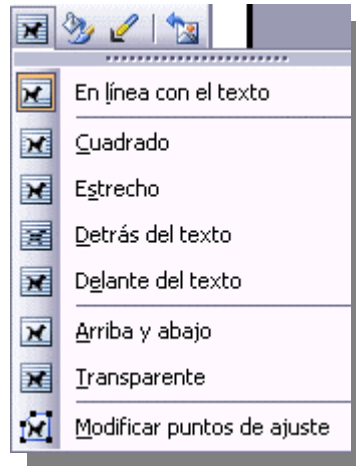 En línea con el texto
Cuadrado
Estrecho
Detrás del texto
Delante del texto
Arriba y abajo
Transparente
Modificar puntos de ajuste